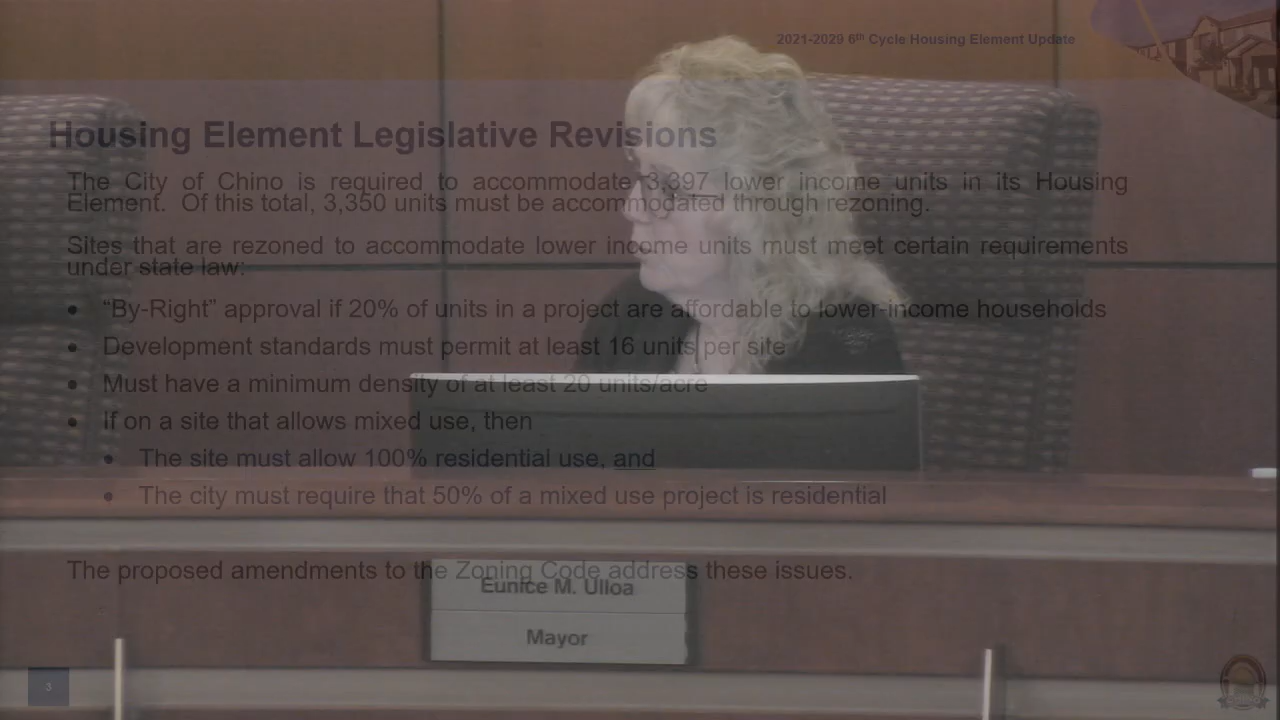 2021-2029 6th Cycle Housing Element Update
Housing Element Legislative Revisions
The City of Chino is required to accommodate 3,397 lower income units in its Housing
Element. Of this total, 3,350 units must be accommodated through rezoning.
Sites that are rezoned to accommodate lower income units must meet certain requirements
under state law:
• “By-Right” approval if 20% of units in a project are affordable to lower-income households
• Development standards must permit at least 16 units per site
• Must have a minimum density of at least 20 units/acre
• If on a site that allows mixed use, then
• The site must allow 100% residential use, and
• The city must require that 50% of a mixed use project is residential
The proposed amendments to the Zoning Code address these issues.
Eunice M. Ulloa
Mayor
3